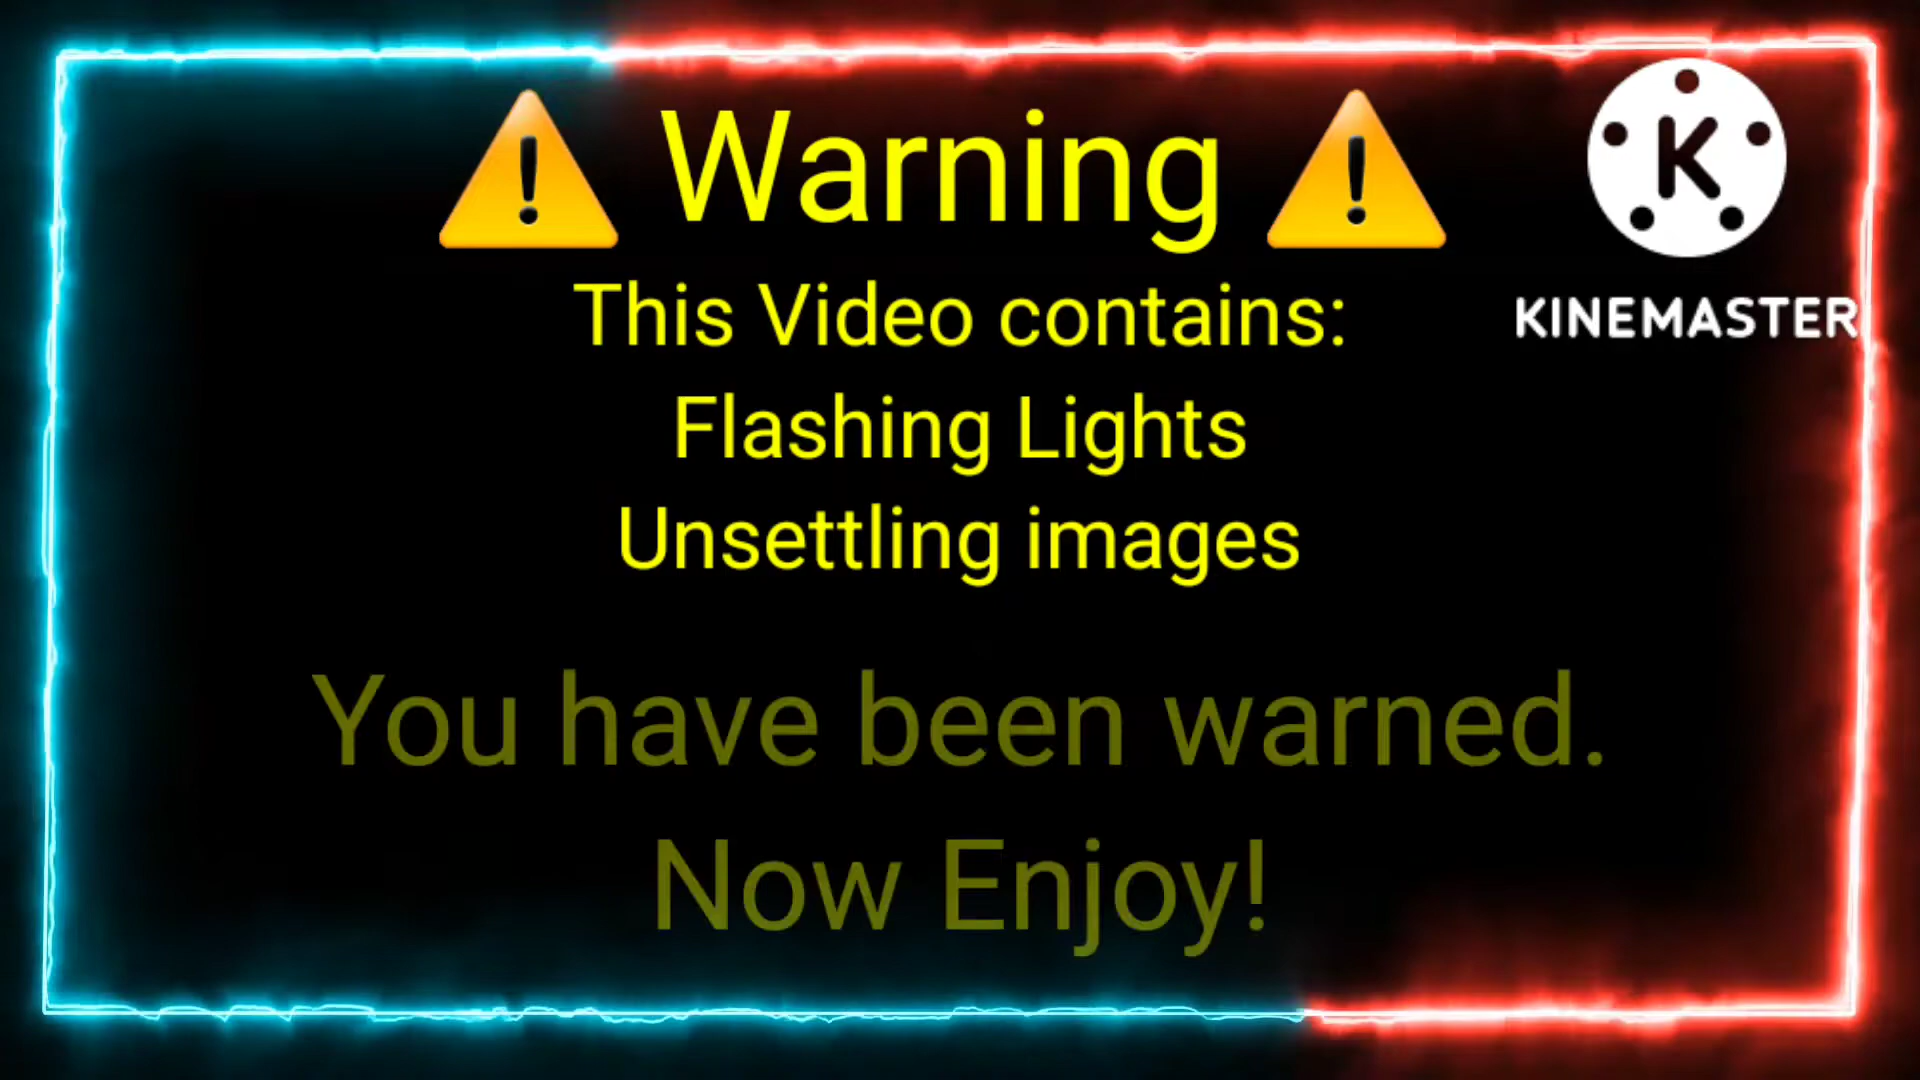 ⚠️ Warning ⚠️
K
KINEMASTER
This Video contains:
Flashing Lights
Unsettling images
You have been warned.
Now Enjoy!